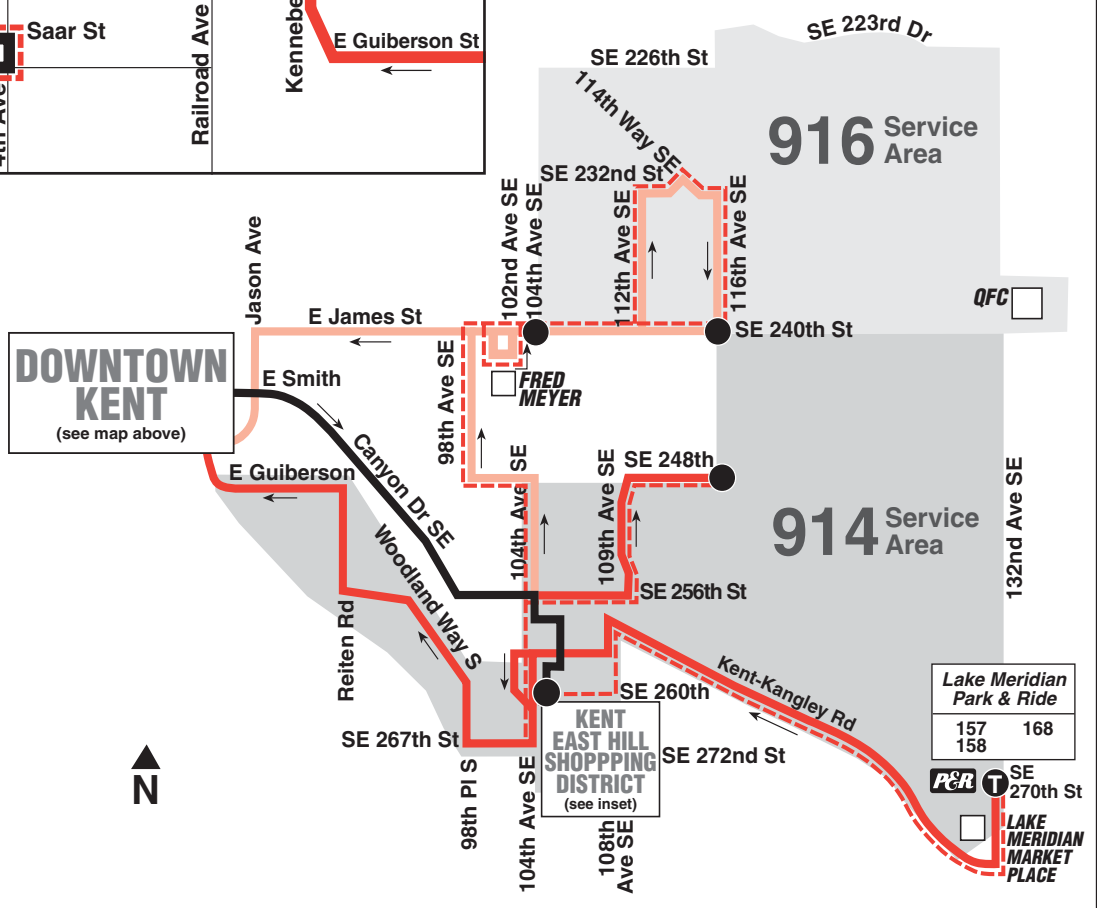 Saar St
4th Ave
Railroad Ave
E Guiberson St
SE 223rd Dr
SE 226th St
114th Way SE
916 Service
Area
SE 232nd St
102nd Ave SE
104th Ave SE
112th Ave SE
116th Ave SE
Jason Ave
QFC
E James St
SE 240th St
DOWNTOWN
KENT
(see map above)
E Smith
98th Ave SE
FRED
MEYER
Canyon Dr SE
E Guiberson
104th Ave SE
109th Ave SE
SE 248th
914 Service
Area
132nd Ave SE
Woodland Way S
SE 256th St
Reiten Rd
Kent-Kangley Rd
SE 260th
Lake Meridian
Park & Ride
157 168
158
KENT
EAST HILL
SHOPPPING
DISTRICT
(see inset)
SE 267th St
SE 272nd St
P&R
T
SE
270th St
N
98th Pl S
104th Ave SE
108th
Ave SE
LAKE
MERIDIAN
MARKET
PLACE